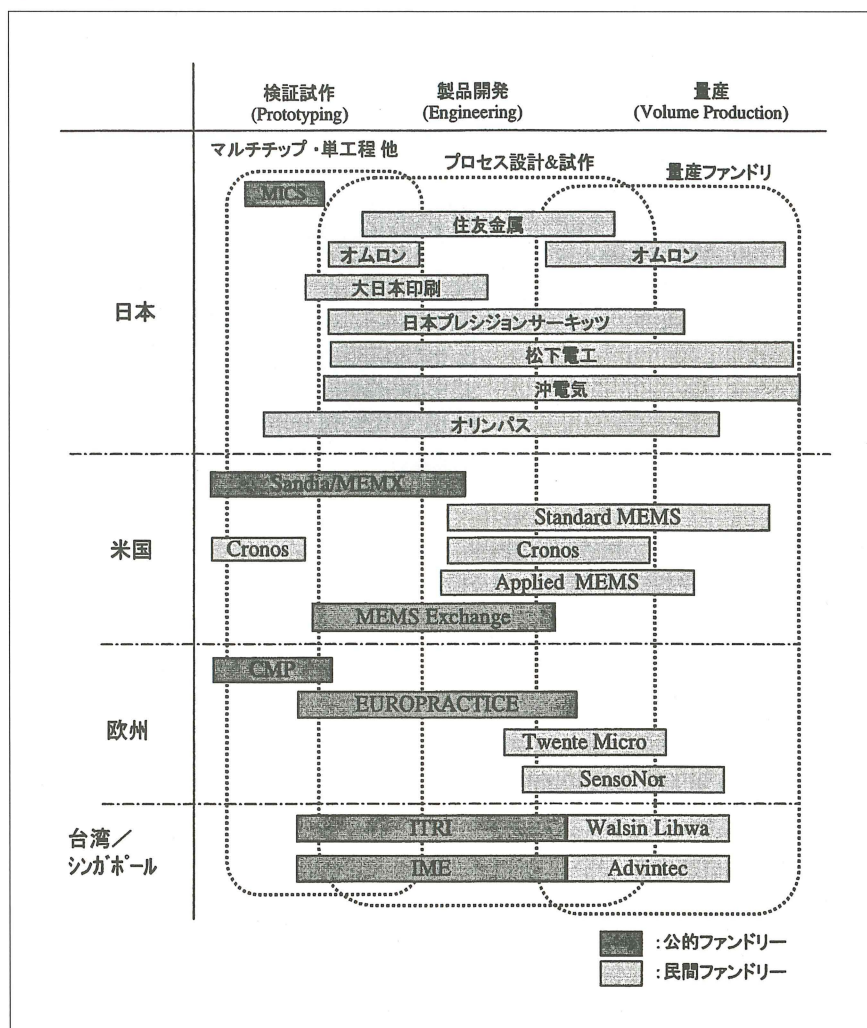 検証試作
(Prototyping)
製品開発
(Engineering)
量産
(Volume Production)
マルチチップ・単工程 他
プロセス設計&試作
量産ファンドリ
日本
MICS
住友金属
オムロン
オムロン
大日本印刷
日本プレシジョンサーキッツ
松下電工
沖電気
オリンパス
米国
Sandia/MEMX
Standard MEMS
Cronos
Cronos
Applied MEMS
MEMS Exchange
欧州
CMP
EUROPRACTICE
Twente Micro
SensoNor
台湾／
シンガポール
ITRI
Walsin Lihwa
IME
Advintec
:公的ファンドリー
:民間ファンドリー